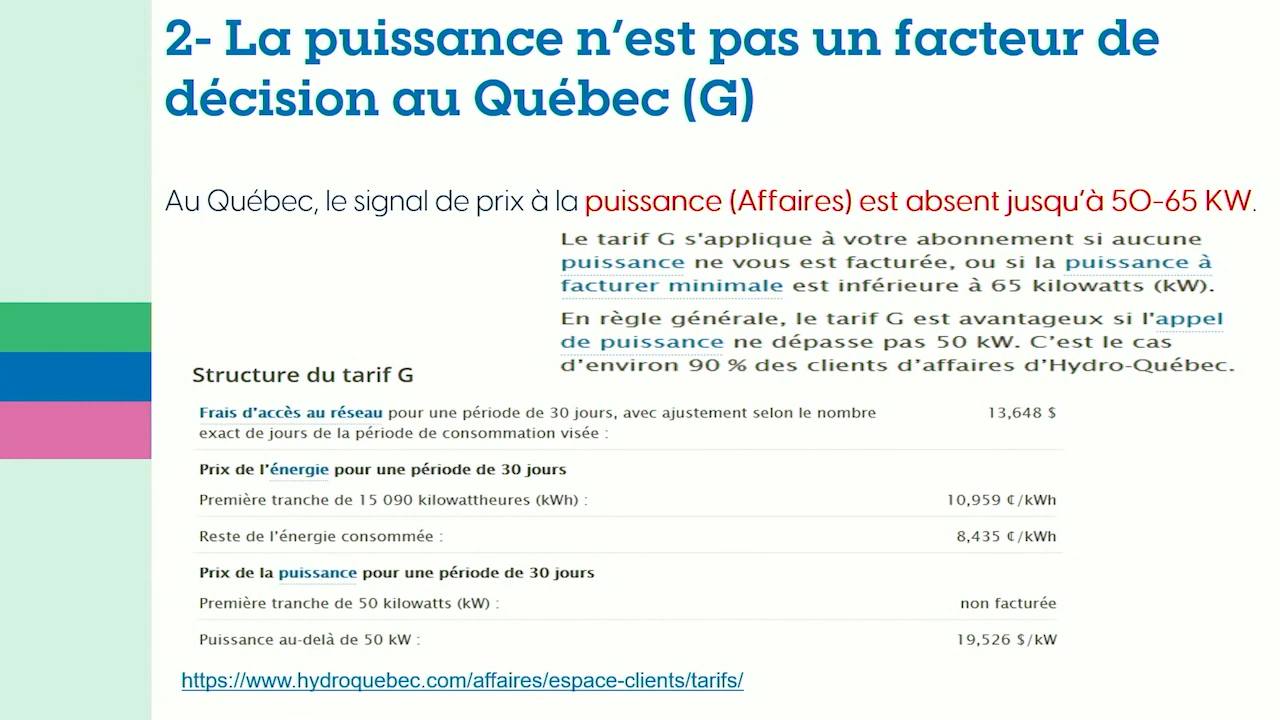 2- La puissance n’est pas un facteur de
décision au Québec (G)
Au Québec, le signal de prix à la puissance (Affaires) est absent jusqu’à 50-65 KW.
Le tarif G s'applique à votre abonnement si aucune
puissance ne vous est facturée, ou si la puissance à
facturer minimale est inférieure à 65 kilowatts (kW).
En règle générale, le tarif G est avantageux si l'appel
de puissance ne dépasse pas 50 kW. C’est le cas
d’environ 90 % des clients d’affaires d’Hydro-Québec.
Structure du tarif G
Frais d’accès au réseau pour une période de 30 jours, avec ajustement selon le nombre 13,648 $
exact de jours de la période de consommation visée :
Prix de l’énergie pour une période de 30 jours
Première tranche de 15 090 kilowattheures (kWh) : 10,959 ¢/kWh
Reste de l’énergie consommée : 8,435 ¢/kWh
Prix de la puissance pour une période de 30 jours
Première tranche de 50 kilowatts (kW) : non facturée
Puissance au-delà de 50 kW : 19,526 $/kW
https://www.hydroquebec.com/affaires/espace-clients/tarifs/